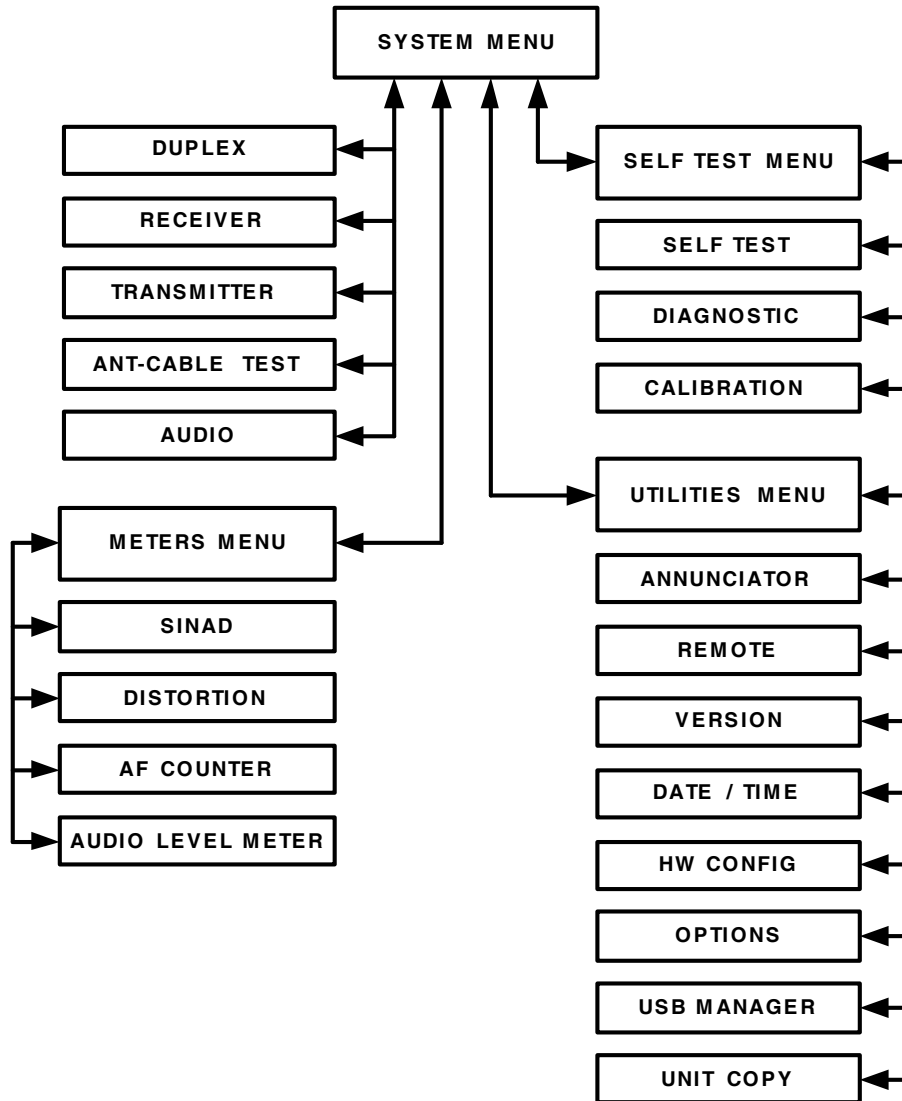 SYSTEM MENU
DUPLEX
RECEIVER
TRANSMITTER
ANT-CABLE TEST
AUDIO
METERS MENU
SINAD
DISTORTION
AF COUNTER
AUDIO LEVEL METER
SELF TEST MENU
SELF TEST
DIAGNOSTIC
CALIBRATION
UTILITIES MENU
ANNUNCIATOR
REMOTE
VERSION
DATE / TIME
HW CONFIG
OPTIONS
USB MANAGER
UNIT COPY